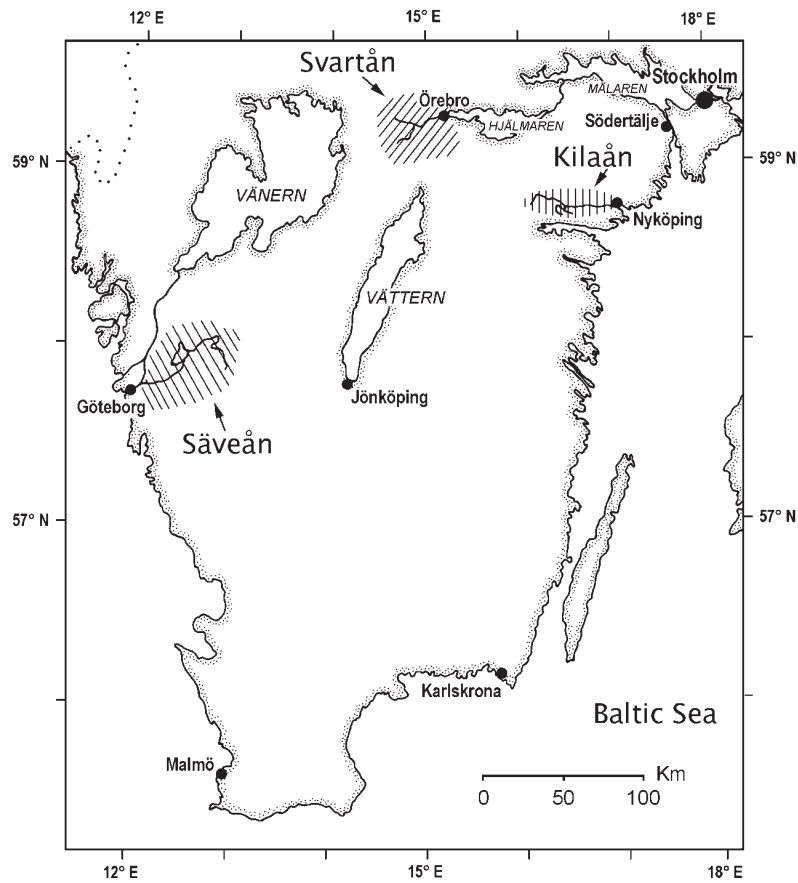 12° E 15° E 18° E
Svartån
Stockholm
MÄLAREN
Örebro
HJÄLMAREN
Södertälje
59° N 59° N
Kilaån
VÄNERN
Nyköping
VÄTTERN
Göteborg
Jönköping
Säveån
57° N 57° N
Karlskrona
Baltic Sea
Malmö
Km
0 50 100
12° E 15° E 18° E